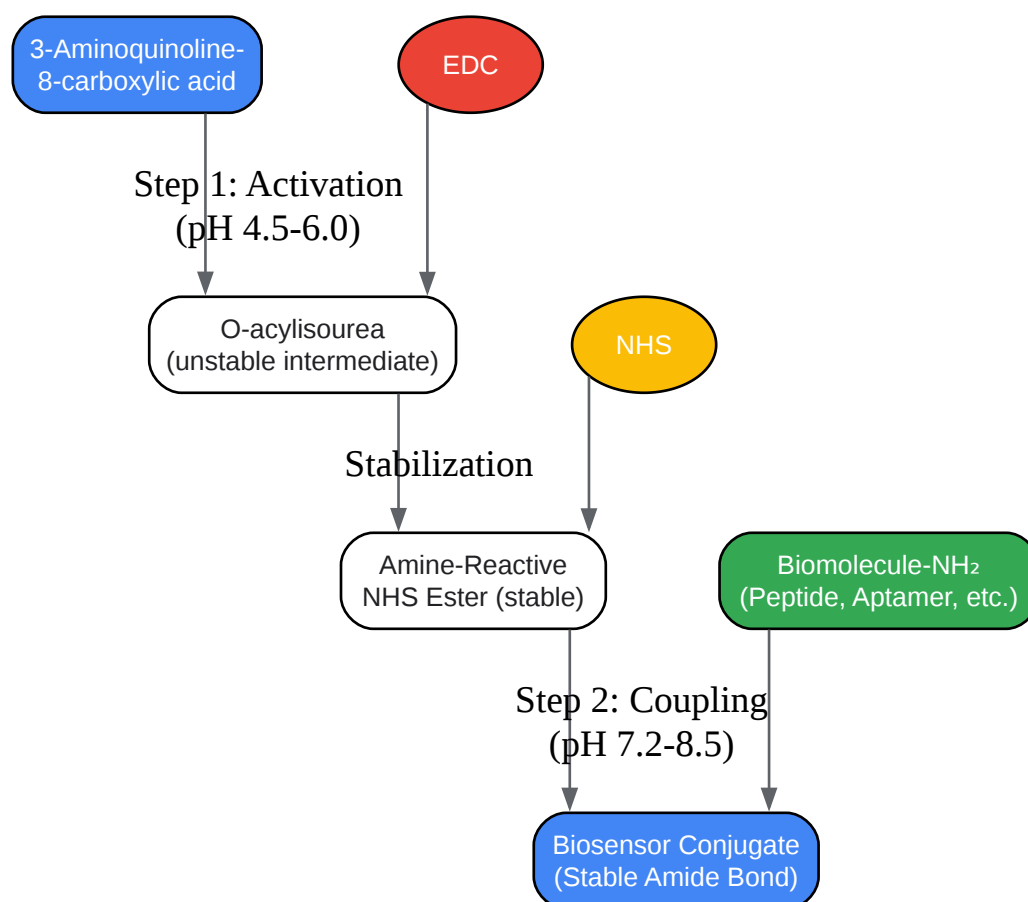 3-Aminoquinoline-
8-carboxylic acid
EDC
Step 1: Activation
(pH 4.5-6.0)
O-acylisourea
(unstable intermediate)
NHS
Stabilization
Amine-Reactive
NHS Ester (stable)
Biomolecule-NH₂
(Peptide, Aptamer, etc.)
Step 2: Coupling
(pH 7.2-8.5)
Biosensor Conjugate
(Stable Amide Bond)